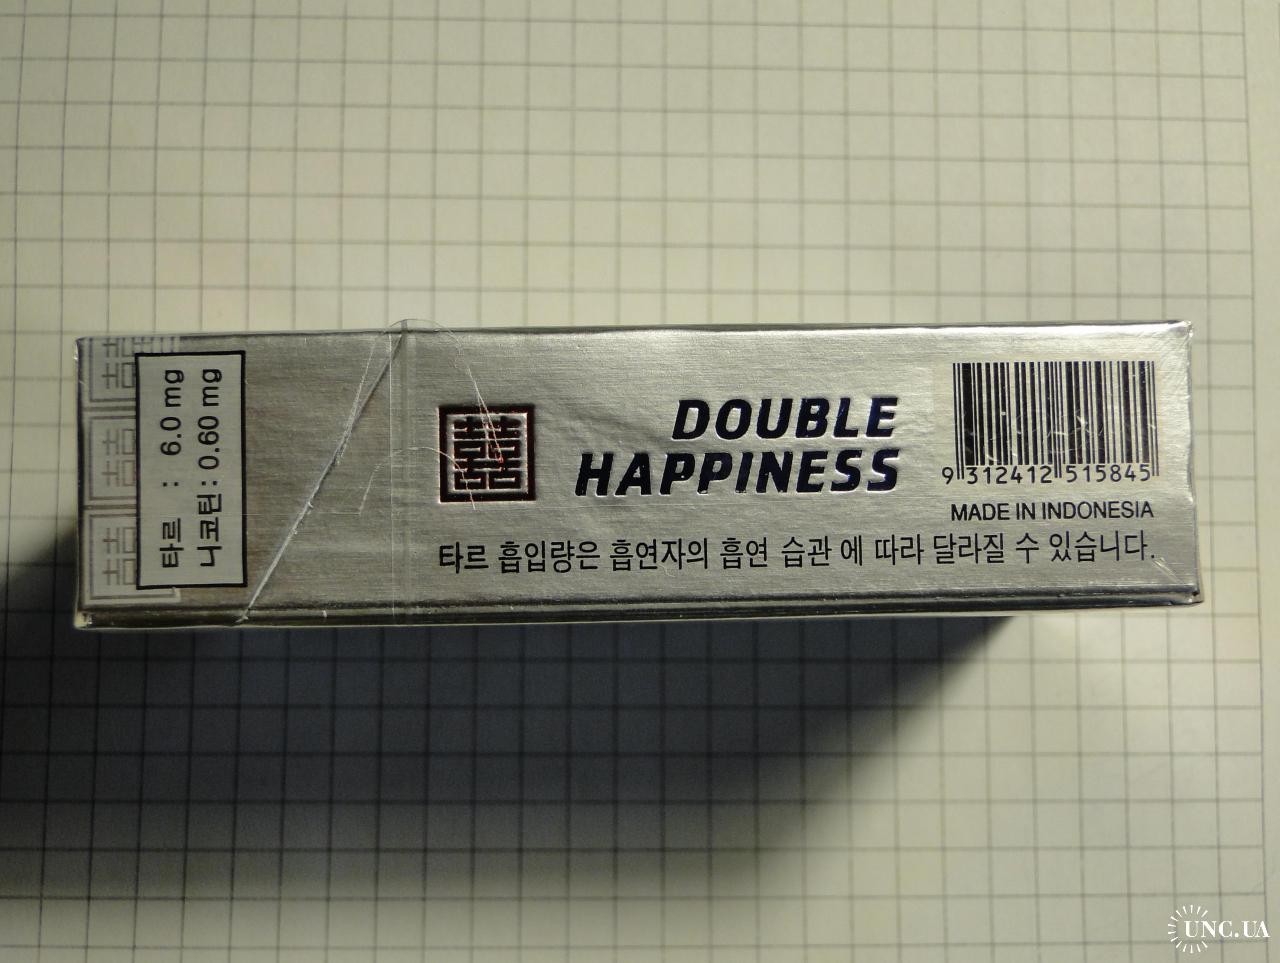 타르 : 6.0 mg
니코틴 : 0.60 mg
囍
DOUBLE
HAPPINESS
9 312412 515845
MADE IN INDONESIA
타르 흡입량은 흡연자의 흡연 습관 에 따라 달라질 수 있습니다.
UNC.UA